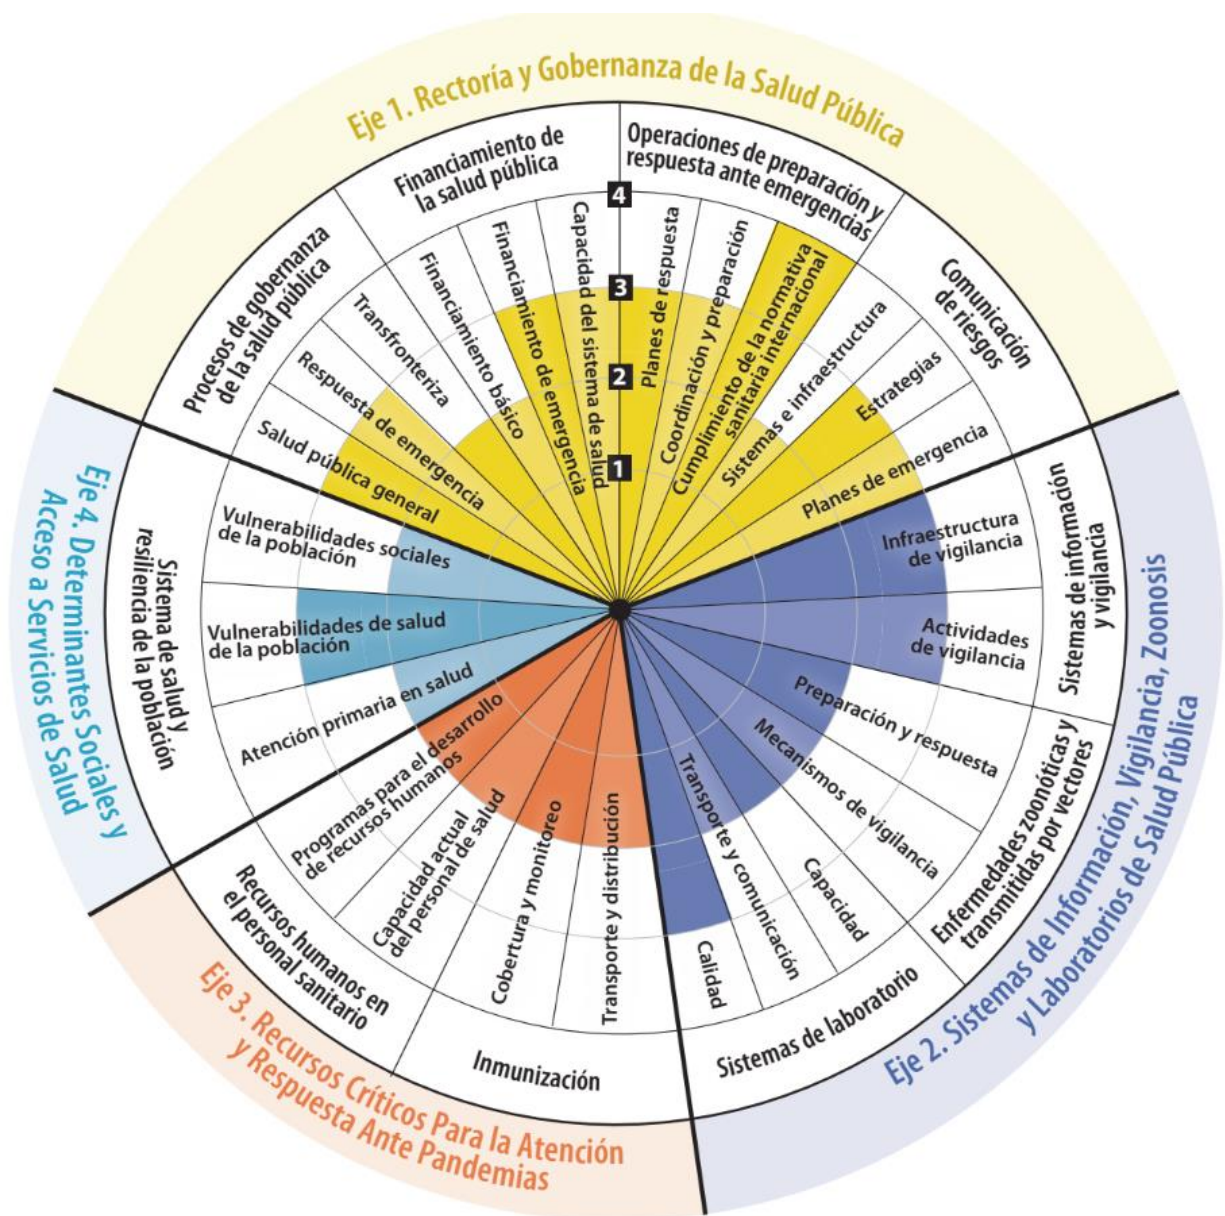 Eje 1. Rectoría y Gobernanza de la Salud Pública
Procesos de gobernanza
de la salud pública
Salud pública general
Respuesta de emergencia
Transfronteriza
Financiamiento de
la salud pública
Financiamiento básico
Financiamiento de emergencia
Capacidad del sistema de salud
Operaciones de preparación y
respuesta ante emergencias
Planes de respuesta
Coordinación y preparación
Cumplimiento de la normativa
sanitaria internacional
Comunicación
de riesgos
Sistemas e infraestructura
Estrategias
Planes de emergencia
4
3
2
1
Eje 2. Sistemas de Información, Vigilancia, Zoonosis
y Laboratorios de Salud Pública
Sistemas de información
y vigilancia
Infraestructura
de vigilancia
Actividades
de vigilancia
Enfermedades zoonóticas y
transmitidas por vectores
Preparación y respuesta
Mecanismos de vigilancia
Sistemas de laboratorio
Capacidad
Transporte y comunicación
Calidad
Eje 3. Recursos Críticos Para la Atención
y Respuesta Ante Pandemias
Inmunización
Transporte y distribución
Cobertura y monitoreo
Recursos humanos en
el personal sanitario
Capacidad actual
del personal de salud
Programas para el desarrollo
de recursos humanos
Eje 4. Determinantes Sociales y
Acceso a Servicios de Salud
Sistema de salud y
resiliencia de la población
Atención primaria en salud
Vulnerabilidades de salud
de la población
Vulnerabilidades sociales
de la población